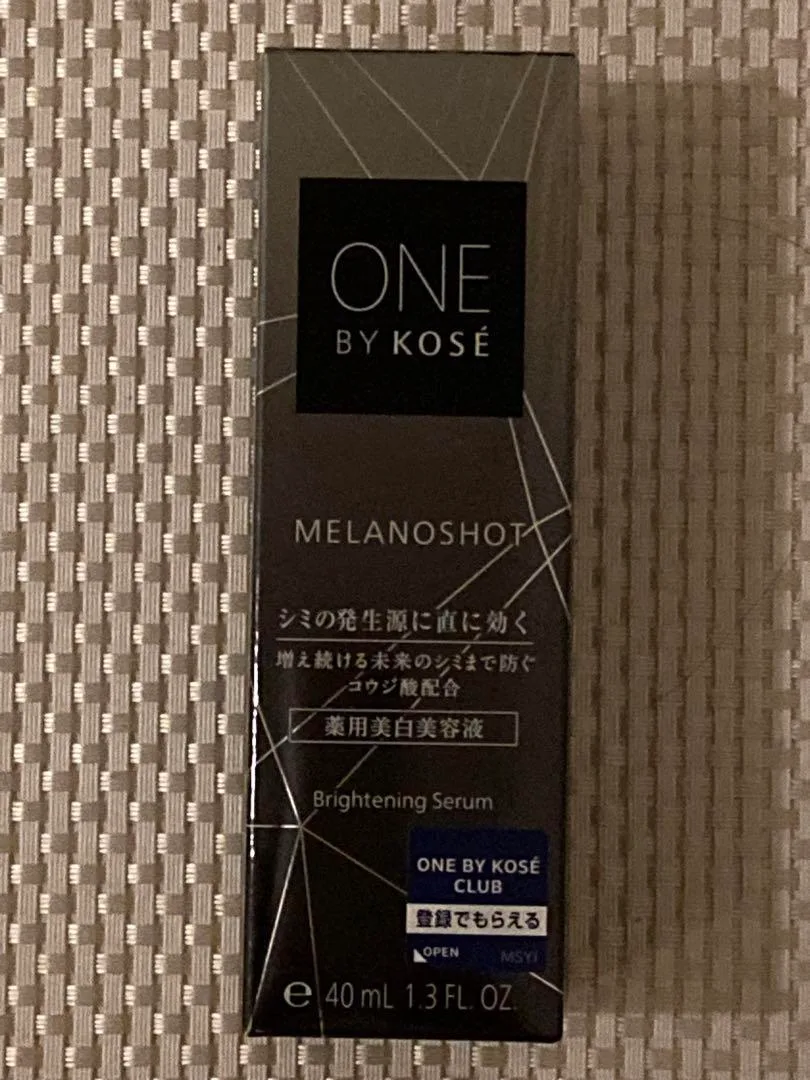 ONE
BY KOSÉ
MELANOSHOT
シミの発生源に直に効く
増え続ける未来のシミまで防ぐ
コウジ酸配合
薬用美白美容液
Brightening Serum
ONE BY KOSÉ
CLUB
登録でもらえる
OPEN
MSYI
℮ 40 mL 1.3 FL. OZ.